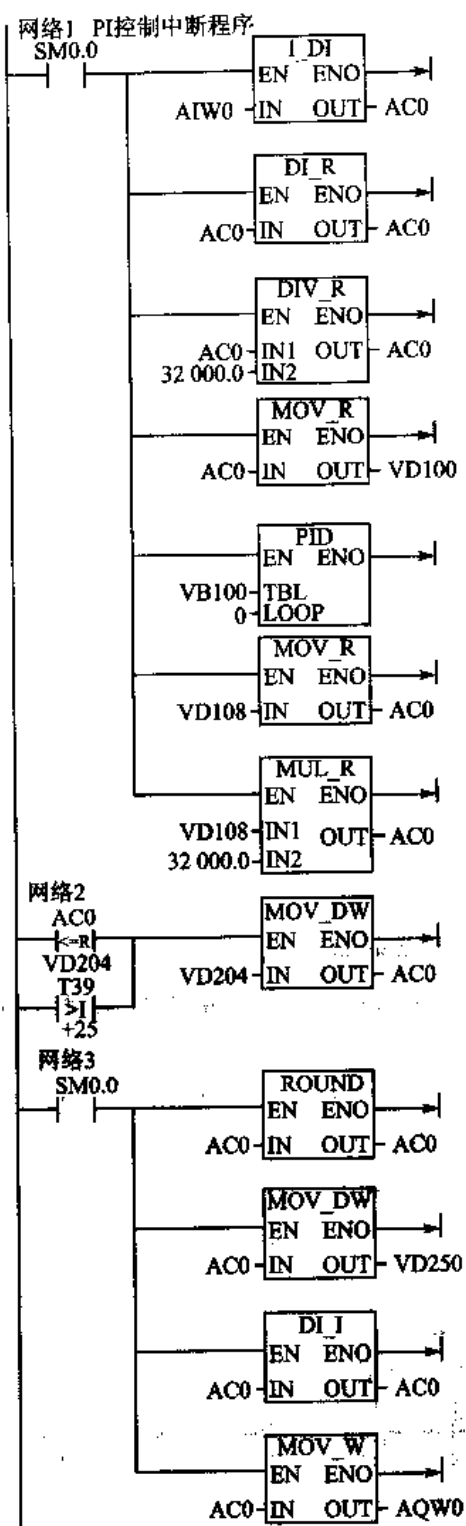 网络1 PI控制中断程序
SM0.0
I_DI
EN ENO
AIW0 IN OUT AC0
DI_R
EN ENO
AC0 IN OUT AC0
DIV_R
EN ENO
AC0 IN1 OUT AC0
32 000.0 IN2
MOV_R
EN ENO
AC0 IN OUT VD100
PID
EN ENO
VB100 TBL
0 LOOP
MOV_R
EN ENO
VD108 IN OUT AC0
MUL_R
EN ENO
VD108 IN1 OUT AC0
32 000.0 IN2
网络2
AC0
<=R
VD204
T39
>I
+25
MOV_DW
EN ENO
VD204 IN OUT AC0
网络3
SM0.0
ROUND
EN ENO
AC0 IN OUT AC0
MOV_DW
EN ENO
AC0 IN OUT VD250
DI_I
EN ENO
AC0 IN OUT AC0
MOV_W
EN ENO
AC0 IN OUT AQW0